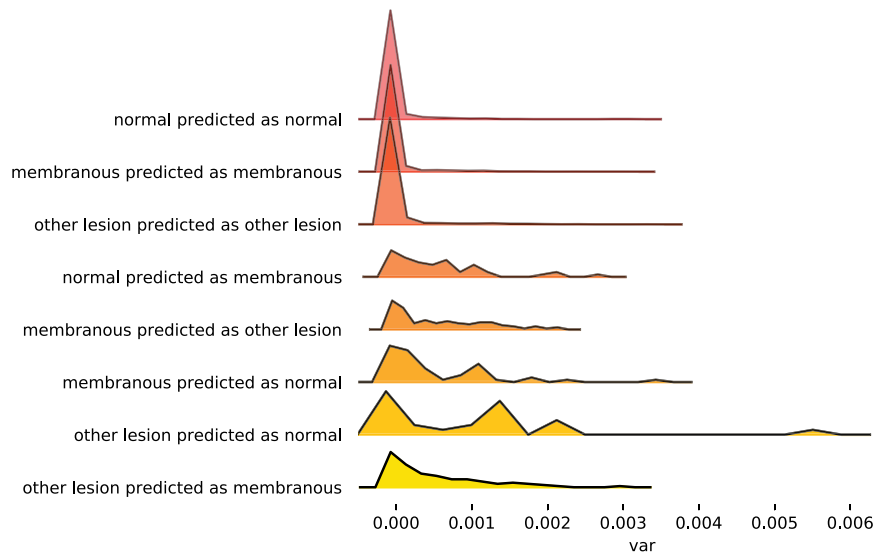 normal predicted as normal
membranous predicted as membranous
other lesion predicted as other lesion
normal predicted as membranous
membranous predicted as other lesion
membranous predicted as normal
other lesion predicted as normal
other lesion predicted as membranous
0.000 0.001 0.002 0.003 0.004 0.005 0.006
var